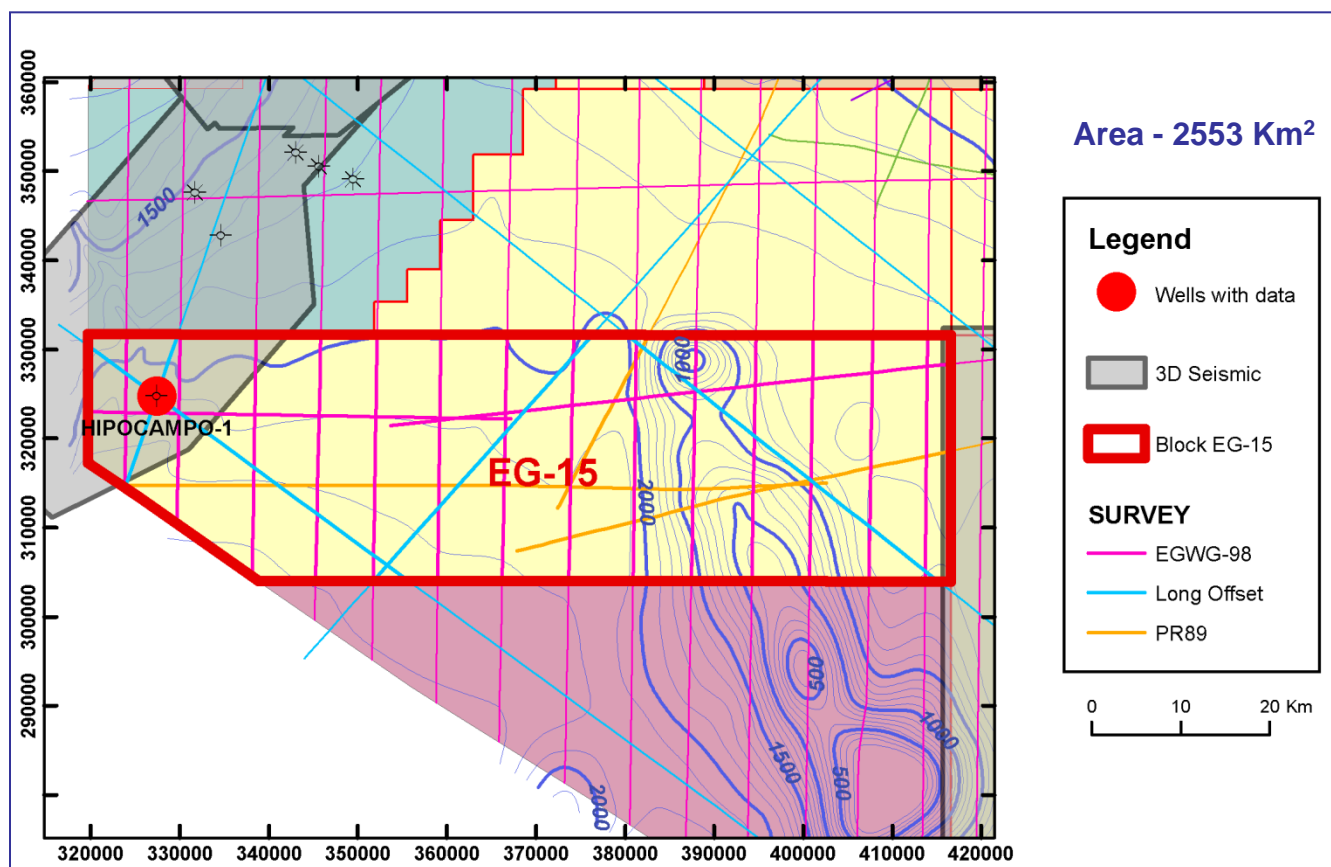 Area - 2553 Km²
360000
350000
340000
330000
320000
310000
300000
290000
1500
1000
HIPOCAMPO-1
EG-15
2000
500
1000
1500
500
2000
320000
330000
340000
350000
360000
370000
380000
390000
400000
410000
420000
Legend
Wells with data
3D Seismic
Block EG-15
SURVEY
EGWG-98
Long Offset
PR89
0 10 20 Km